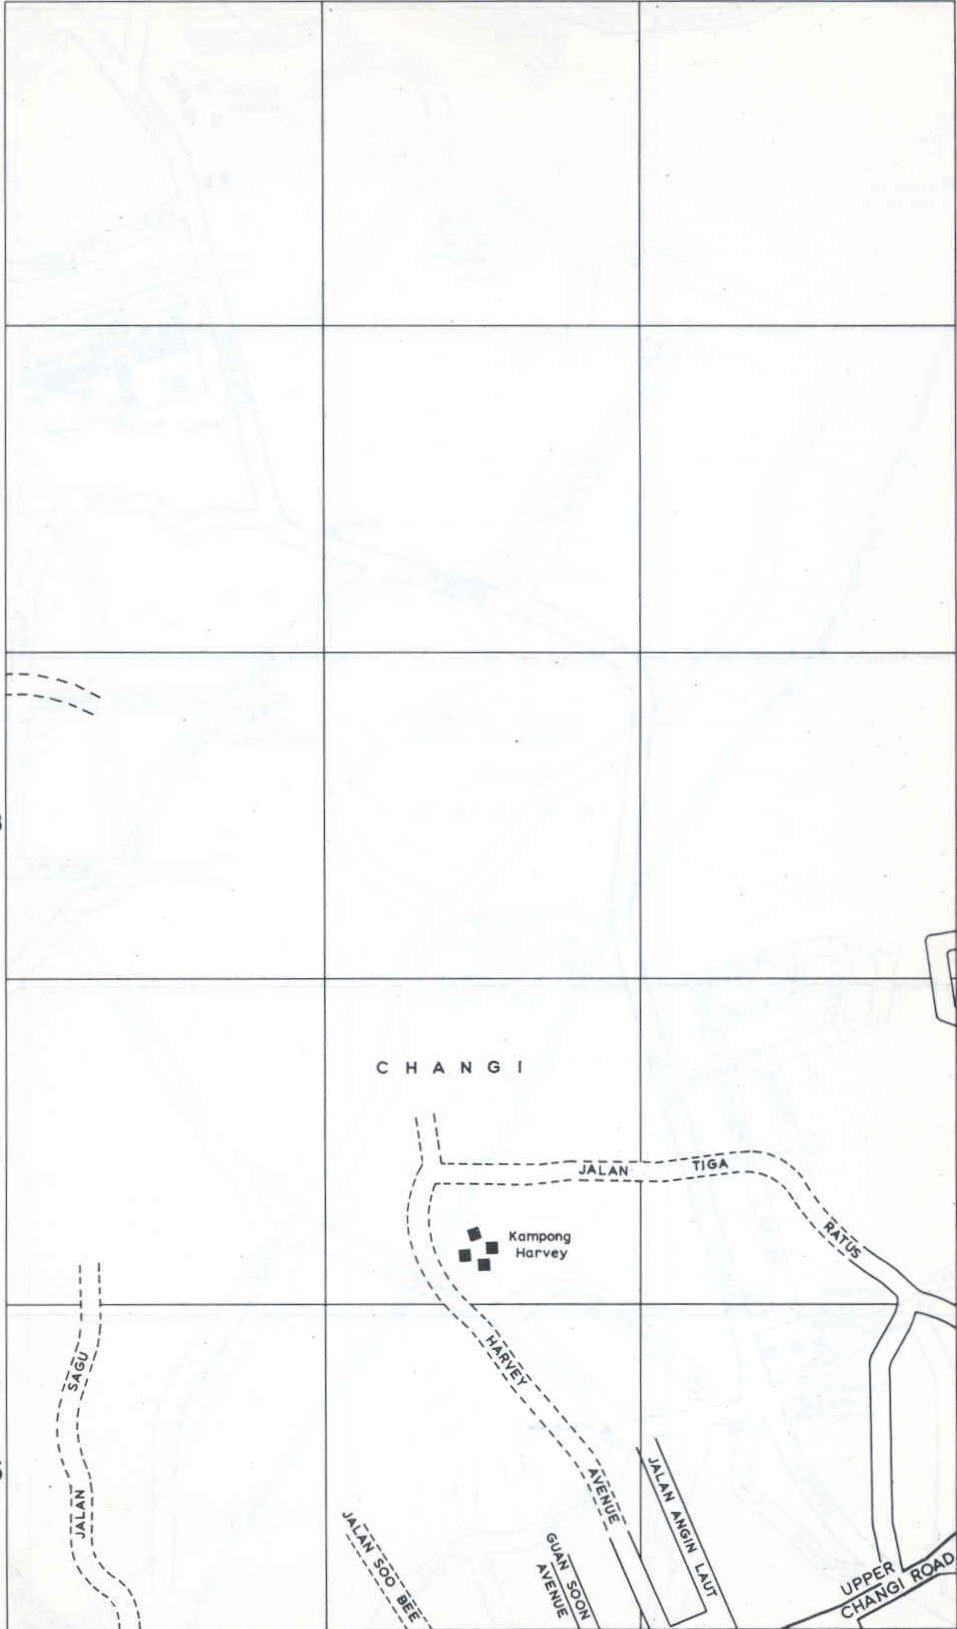 CHANGI
JALAN TIGA RATUS
Kampong
Harvey
HARVEY AVENUE
JALAN SAGU
JALAN ANGIN LAUT
JALAN SOO BEE
GUAN SOON
AVENUE
UPPER
CHANGI ROAD